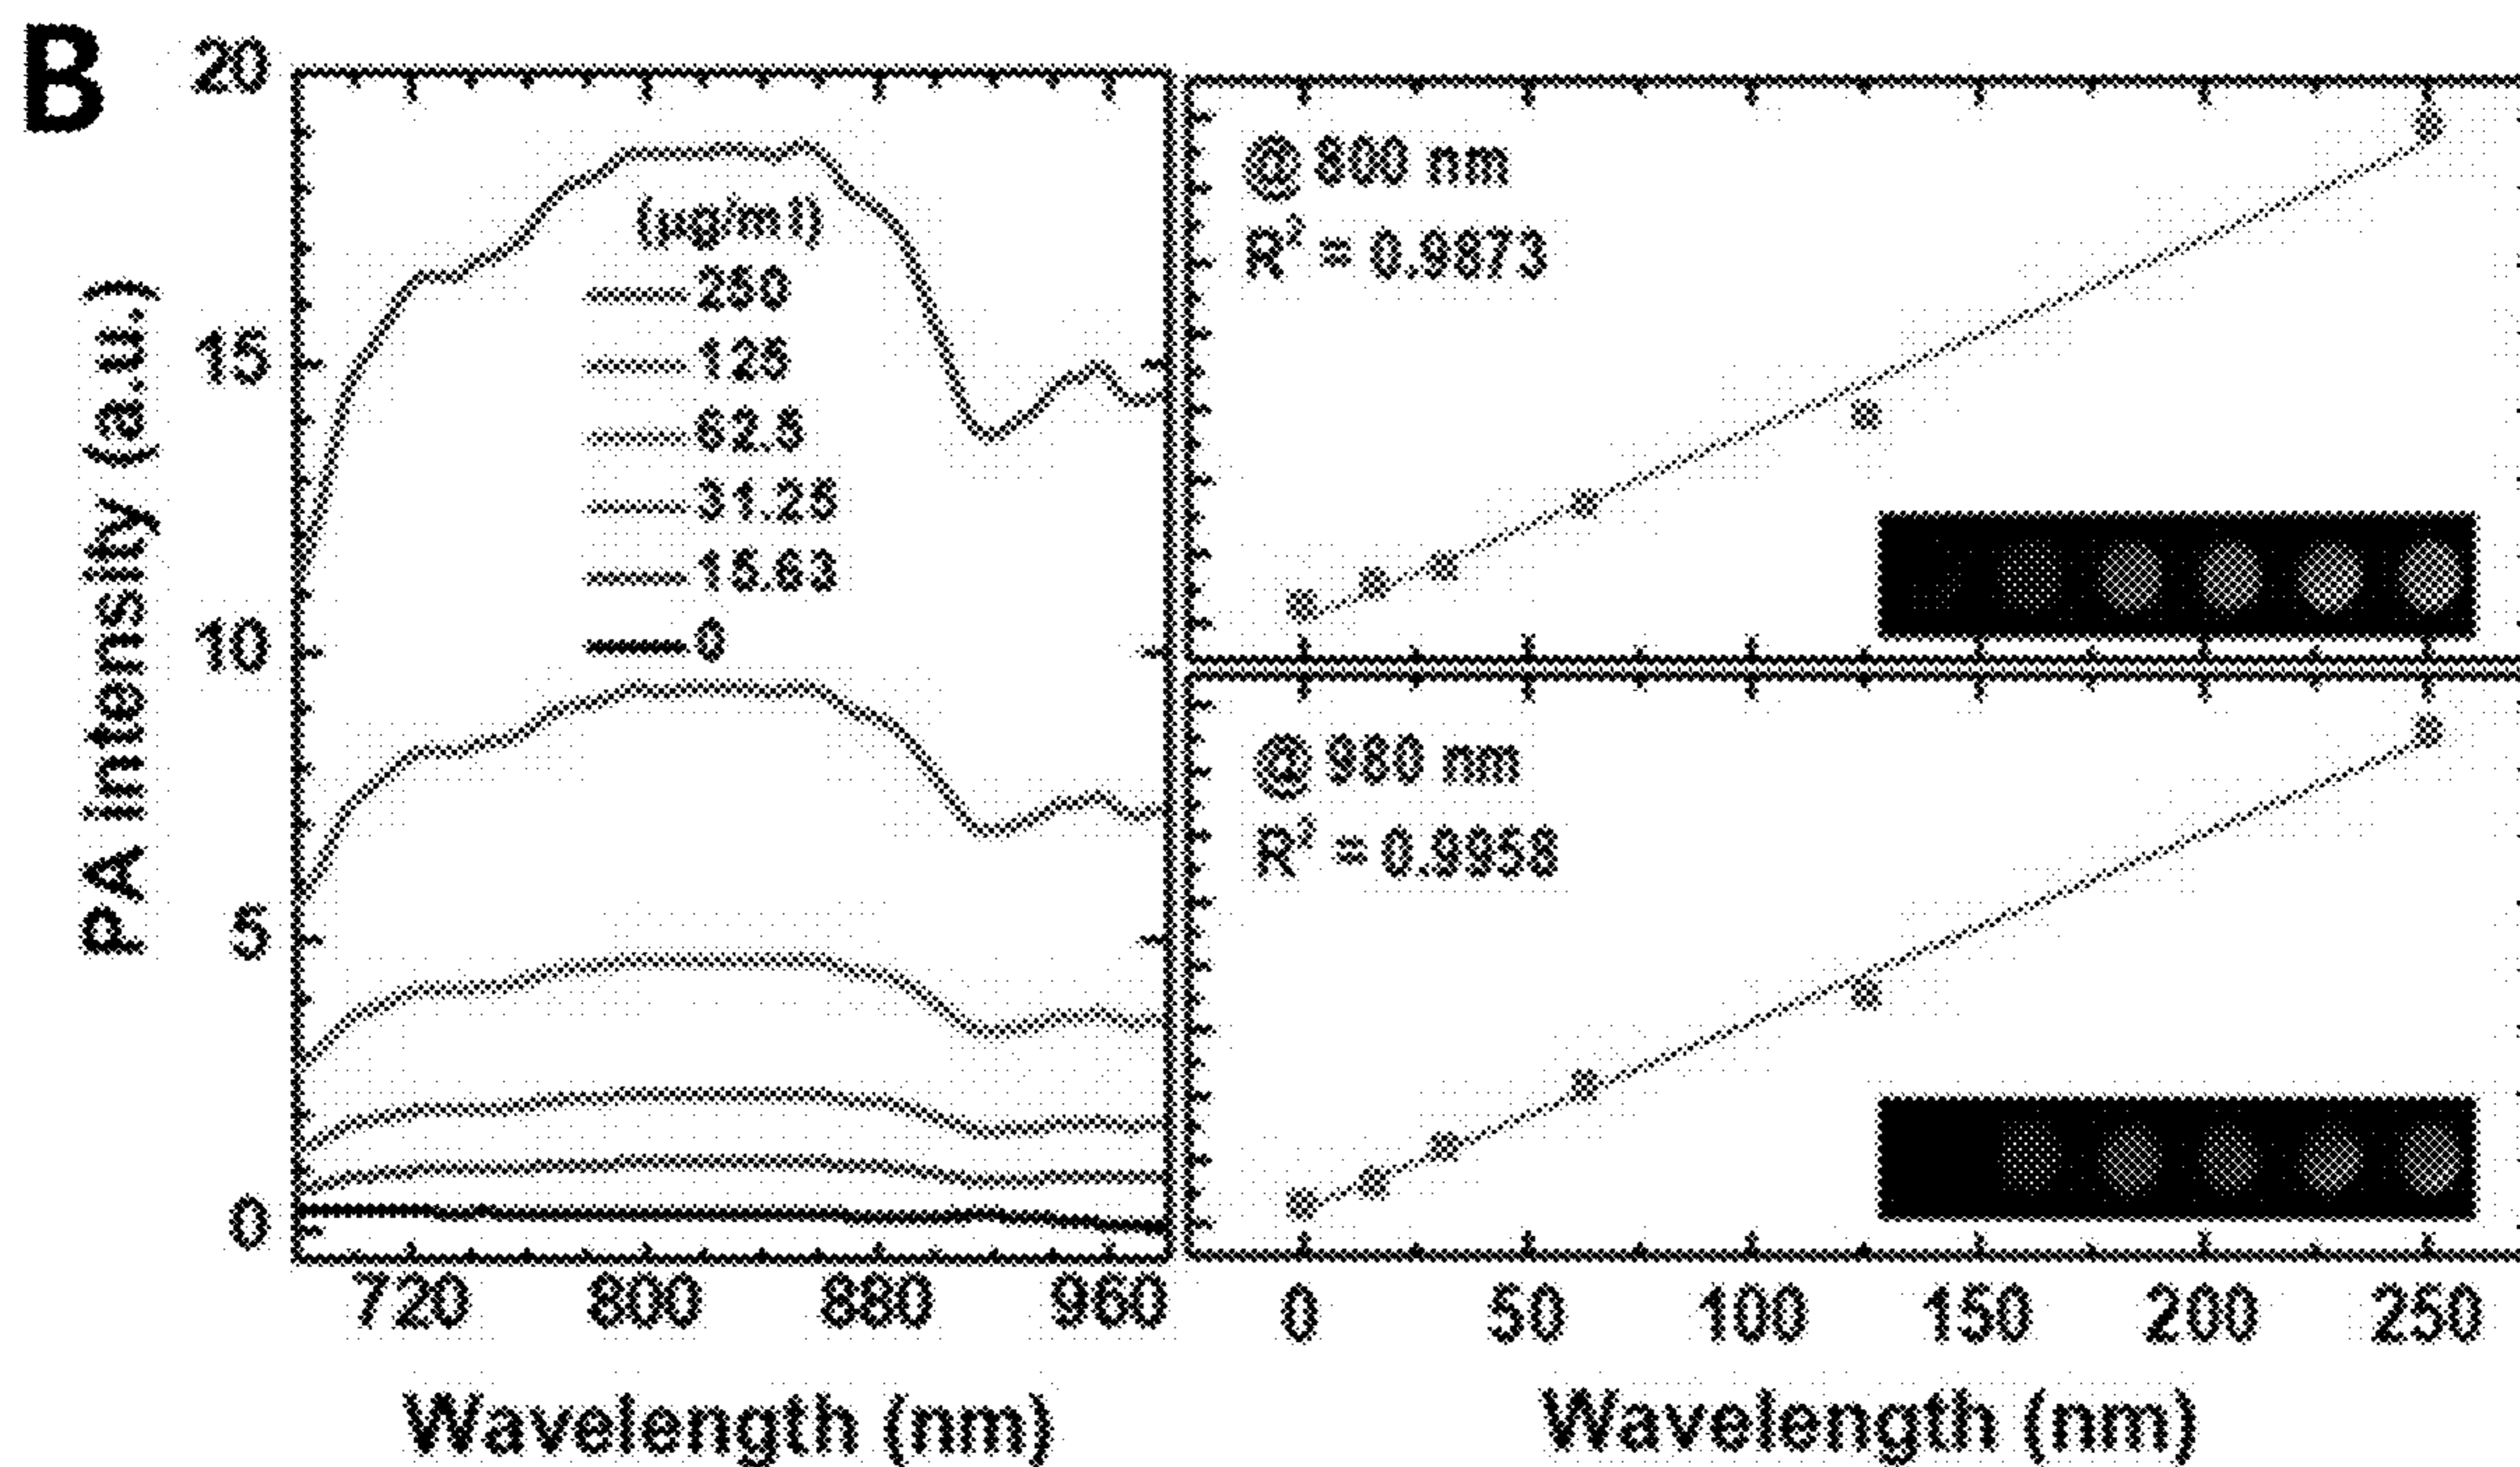 B
20
15
10
5
0
PA intensity (a.u.)
(µg/ml)
250
125
62.5
31.25
15.63
0
720 800 880 960
Wavelength (nm)
@ 800 nm
R² = 0.9873
@ 980 nm
R² = 0.9958
0 50 100 150 200 250
Wavelength (nm)